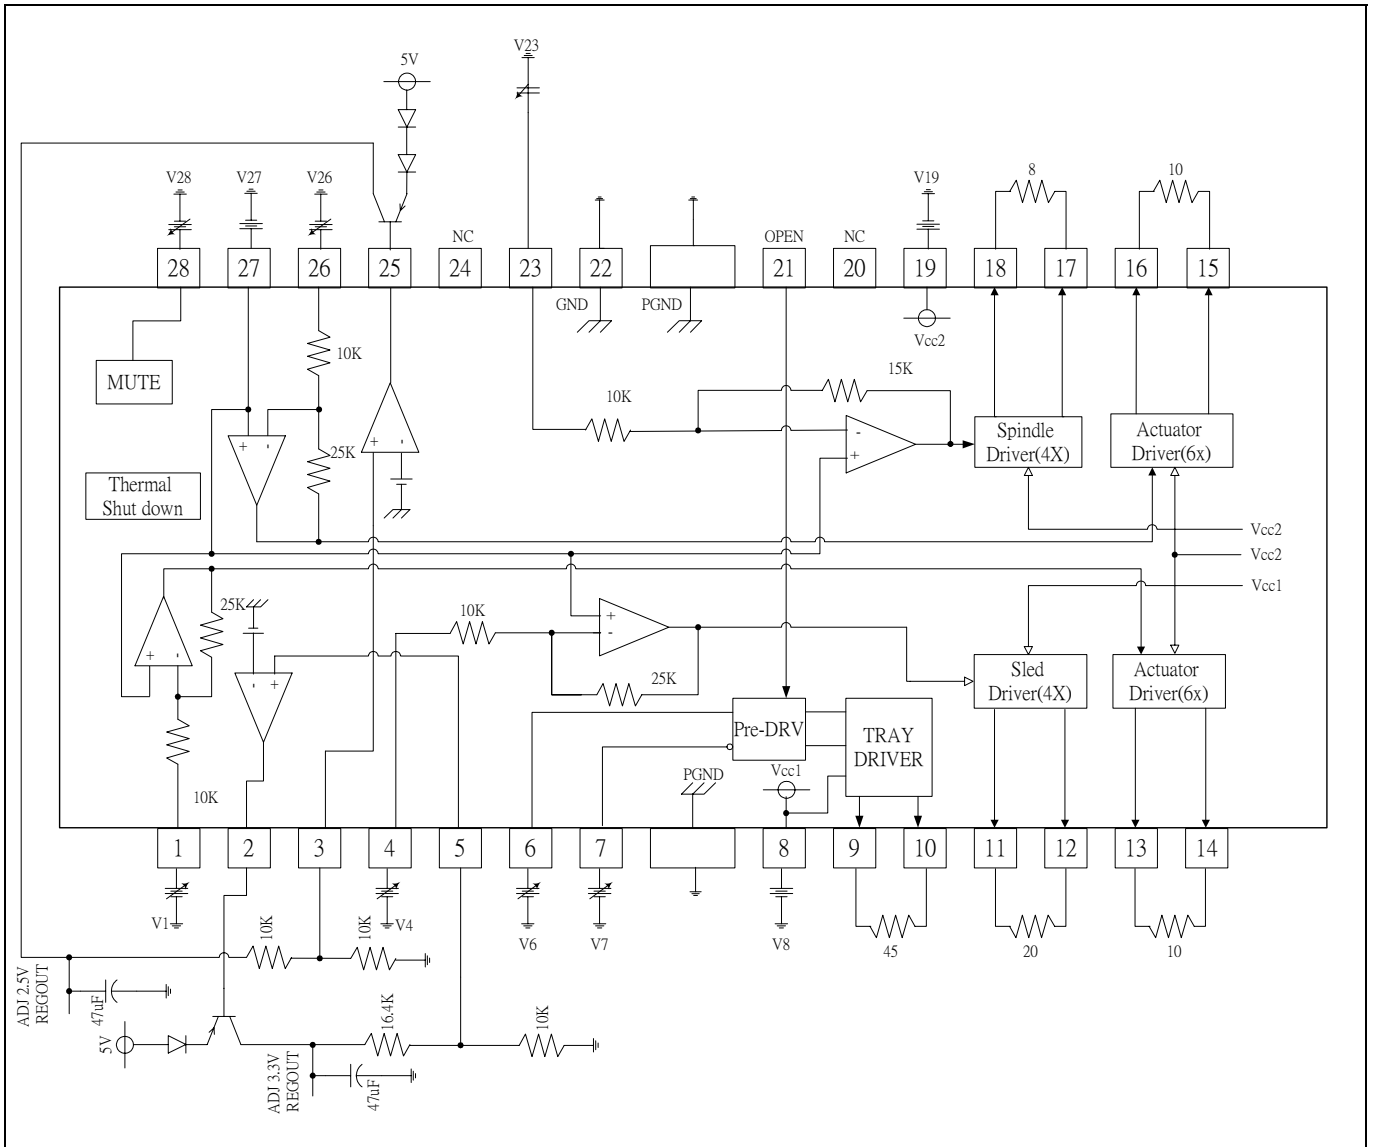 V23
5V
V28
V27
V26
V19
8
10
NC
OPEN
NC
28
27
26
25
24
23
22
21
20
19
18
17
16
15
GND
PGND
Vcc2
MUTE
10K
15K
10K
25K
Spindle
Driver(4X)
Actuator
Driver(6x)
Thermal
Shut down
Vcc2
Vcc2
Vcc1
25K
10K
25K
Sled
Driver(4X)
Actuator
Driver(6x)
Pre-DRV
TRAY
DRIVER
PGND
Vcc1
10K
1
2
3
4
5
6
7
8
9
10
11
12
13
14
V1
V4
V6
V7
V8
45
20
10
10K
10K
ADJ 2.5V
REGOUT
47uF
5V
16.4K
10K
ADJ 3.3V
REGOUT
47uF
+
-
+
-
-
+
+
-
+
-
-
+